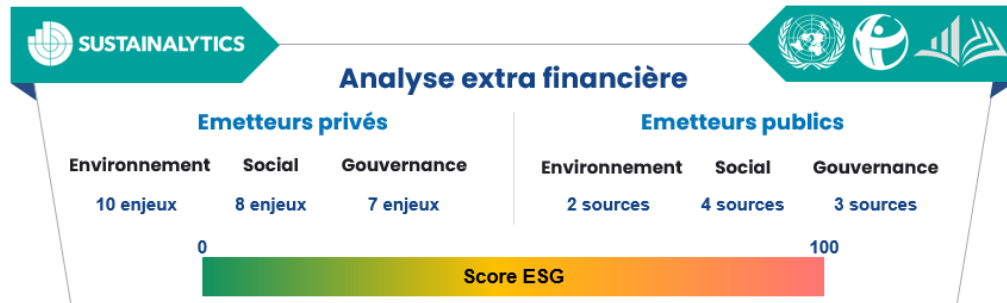 SUSTAINALYTICS
Analyse extra financière
Emetteurs privés
Emetteurs publics
Environnement Social Gouvernance
10 enjeux 8 enjeux 7 enjeux
Environnement Social Gouvernance
2 sources 4 sources 3 sources
0 100
Score ESG